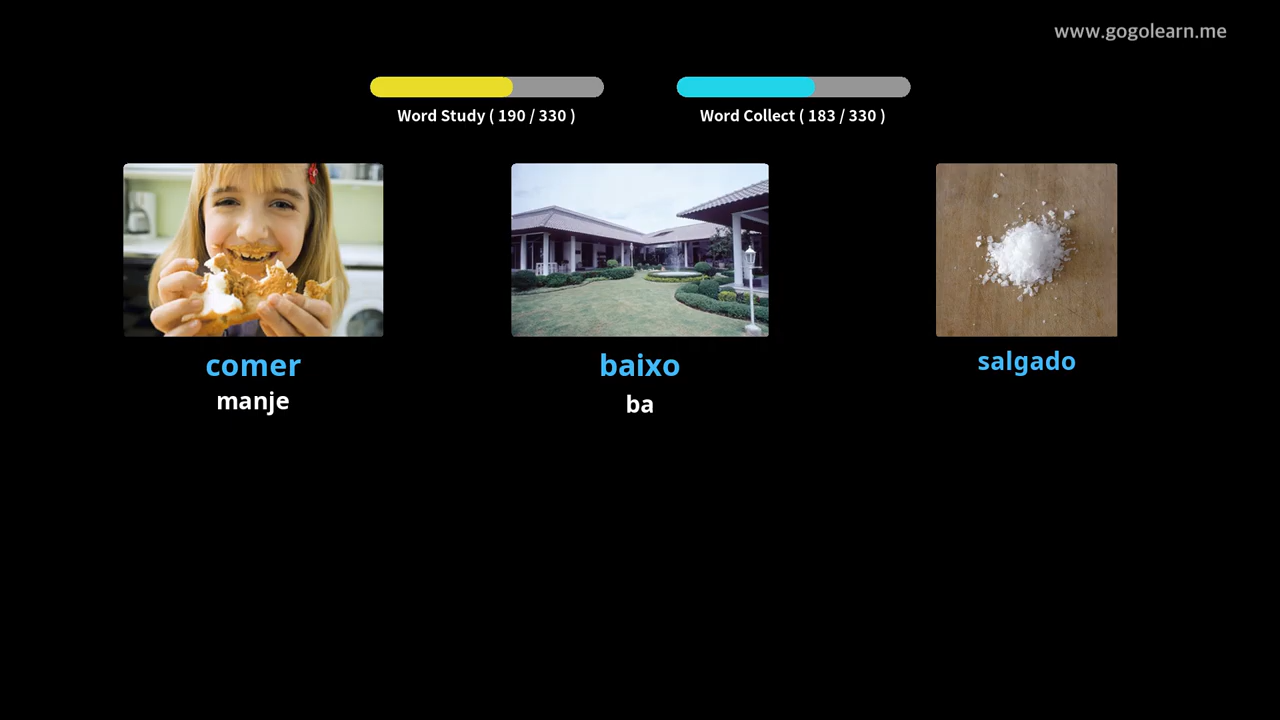 www.gogolearn.me
Word Study ( 190 / 330 )
Word Collect ( 183 / 330 )
comer
baixo
salgado
manje
ba